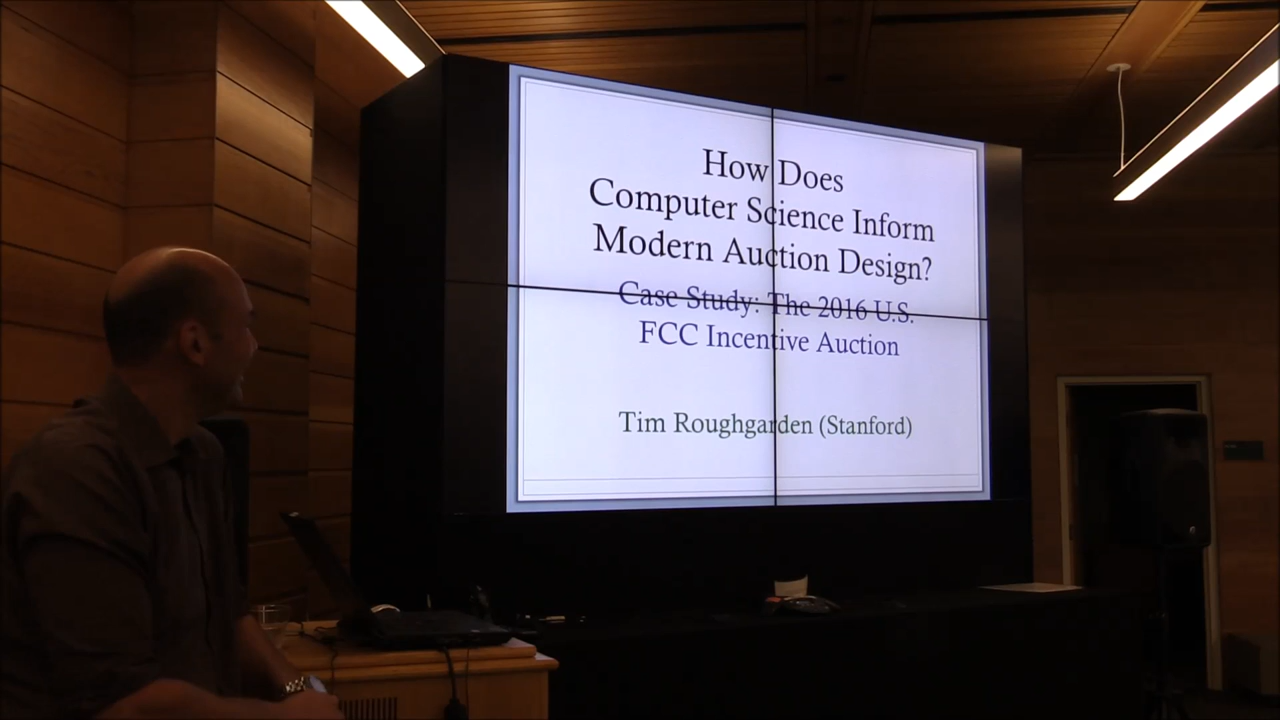 How Does
Computer Science Inform
Modern Auction Design?
Case Study: The 2016 U.S.
FCC Incentive Auction
Tim Roughgarden (Stanford)